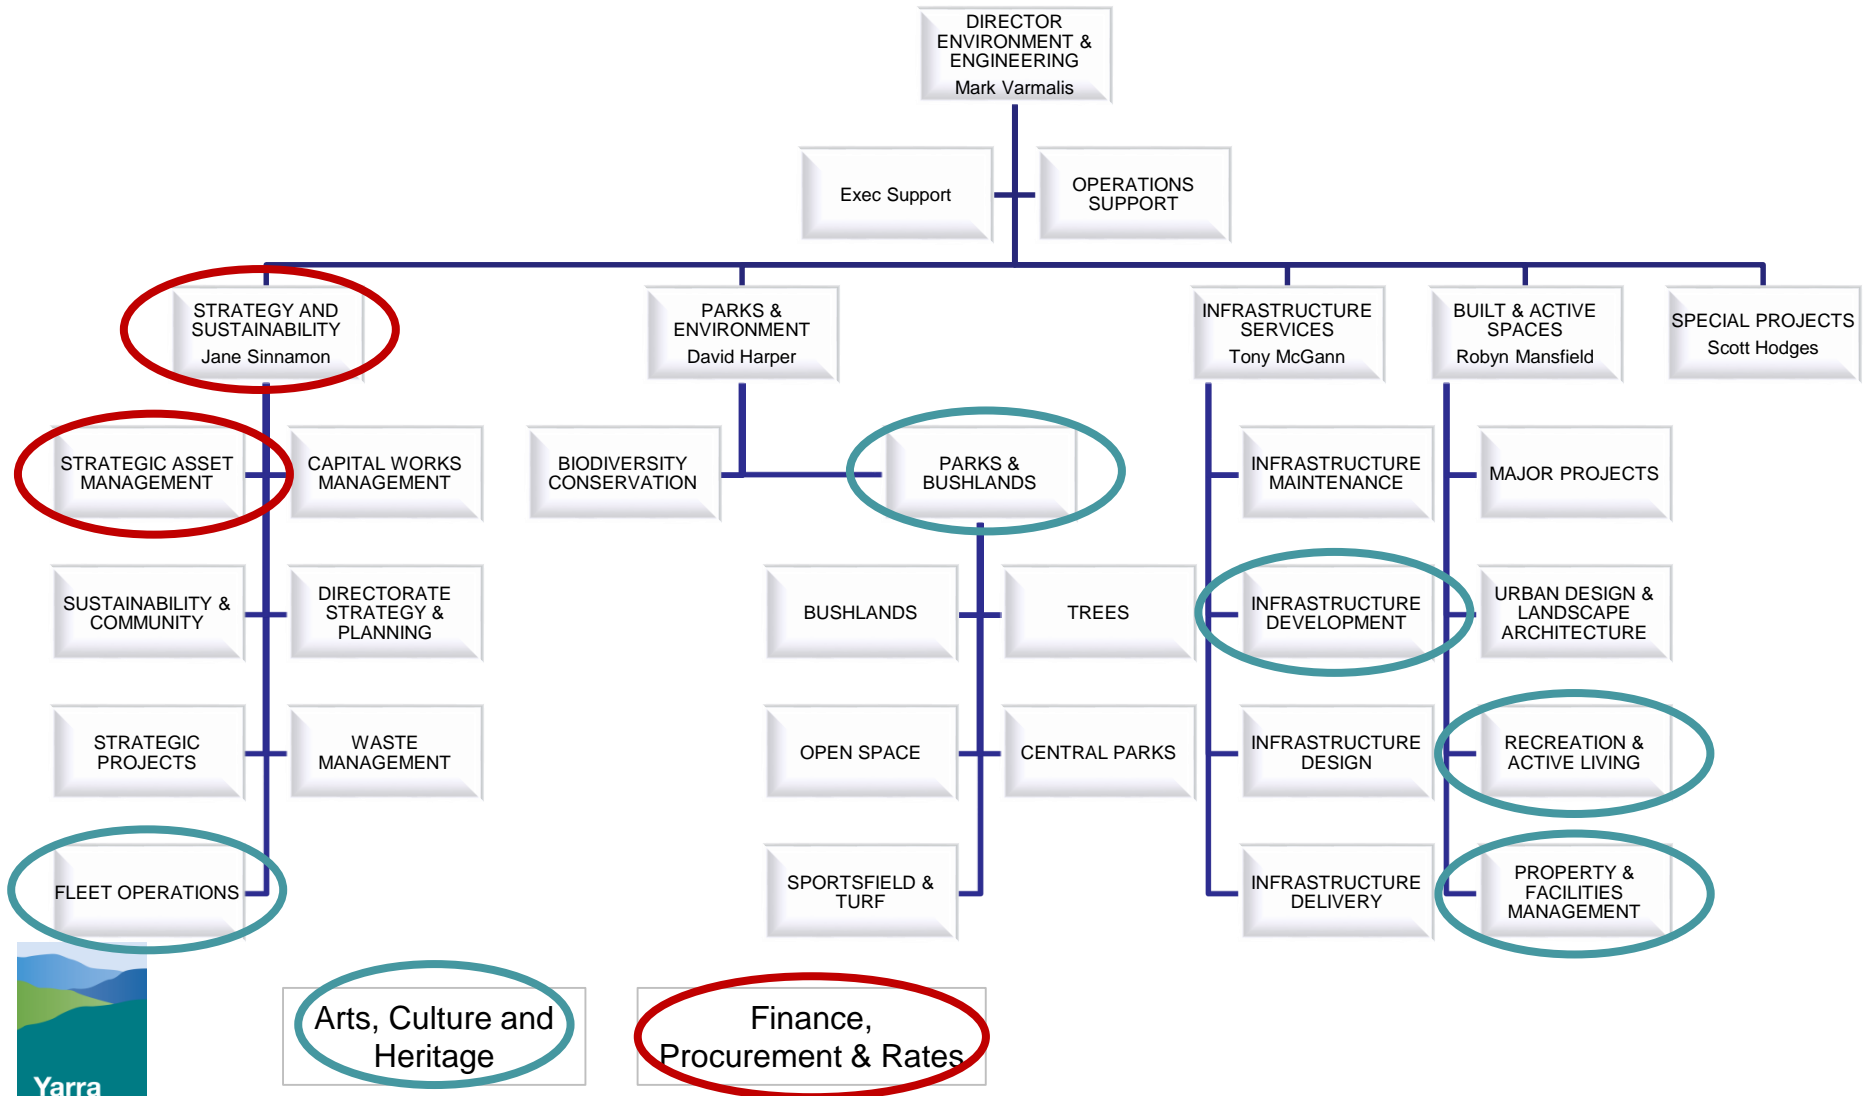 DIRECTOR
ENVIRONMENT &
ENGINEERING
Mark Varmalis
Exec Support
OPERATIONS
SUPPORT
STRATEGY AND
SUSTAINABILITY
Jane Sinnamon
PARKS &
ENVIRONMENT
David Harper
INFRASTRUCTURE
SERVICES
Tony McGann
BUILT & ACTIVE
SPACES
Robyn Mansfield
SPECIAL PROJECTS
Scott Hodges
STRATEGIC ASSET
MANAGEMENT
CAPITAL WORKS
MANAGEMENT
BIODIVERSITY
CONSERVATION
PARKS &
BUSHLANDS
INFRASTRUCTURE
MAINTENANCE
MAJOR PROJECTS
SUSTAINABILITY &
COMMUNITY
DIRECTORATE
STRATEGY &
PLANNING
BUSHLANDS
TREES
INFRASTRUCTURE
DEVELOPMENT
URBAN DESIGN &
LANDSCAPE
ARCHITECTURE
STRATEGIC
PROJECTS
WASTE
MANAGEMENT
OPEN SPACE
CENTRAL PARKS
INFRASTRUCTURE
DESIGN
RECREATION &
ACTIVE LIVING
FLEET OPERATIONS
SPORTSFIELD &
TURF
INFRASTRUCTURE
DELIVERY
PROPERTY &
FACILITIES
MANAGEMENT
Arts, Culture and
Heritage
Finance,
Procurement & Rates
Yarra